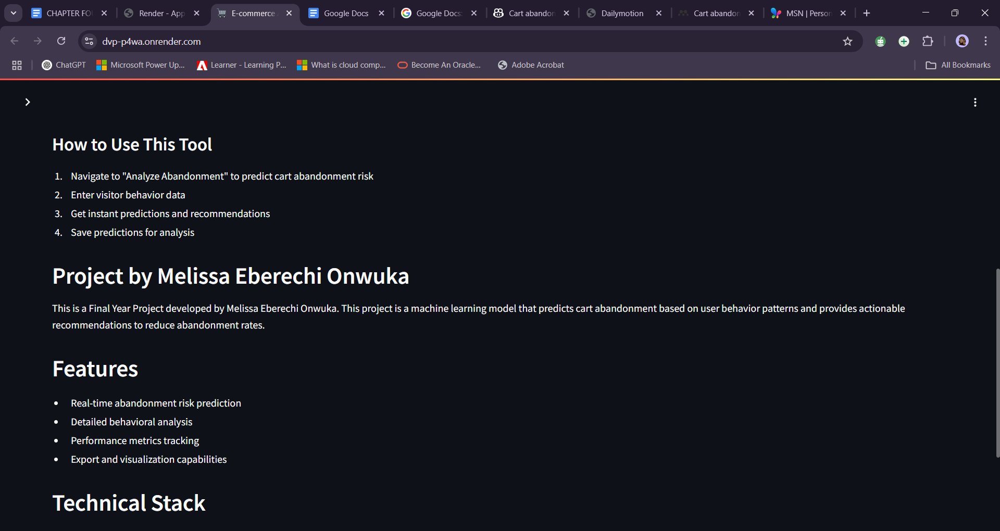 CHAPTER FO
Render - App
E-commerce
Google Docs
Google Docs:
Cart abandon
Dailymotion
Cart abandon
MSN | Person
dvp-p4wa.onrender.com
ChatGPT
Microsoft Power Up...
Learner - Learning P...
What is cloud comp...
Become An Oracle...
Adobe Acrobat
All Bookmarks
How to Use This Tool
1. Navigate to "Analyze Abandonment" to predict cart abandonment risk
2. Enter visitor behavior data
3. Get instant predictions and recommendations
4. Save predictions for analysis
Project by Melissa Eberechi Onwuka
This is a Final Year Project developed by Melissa Eberechi Onwuka. This project is a machine learning model that predicts cart abandonment based on user behavior patterns and provides actionable
recommendations to reduce abandonment rates.
Features
• Real-time abandonment risk prediction
• Detailed behavioral analysis
• Performance metrics tracking
• Export and visualization capabilities
Technical Stack